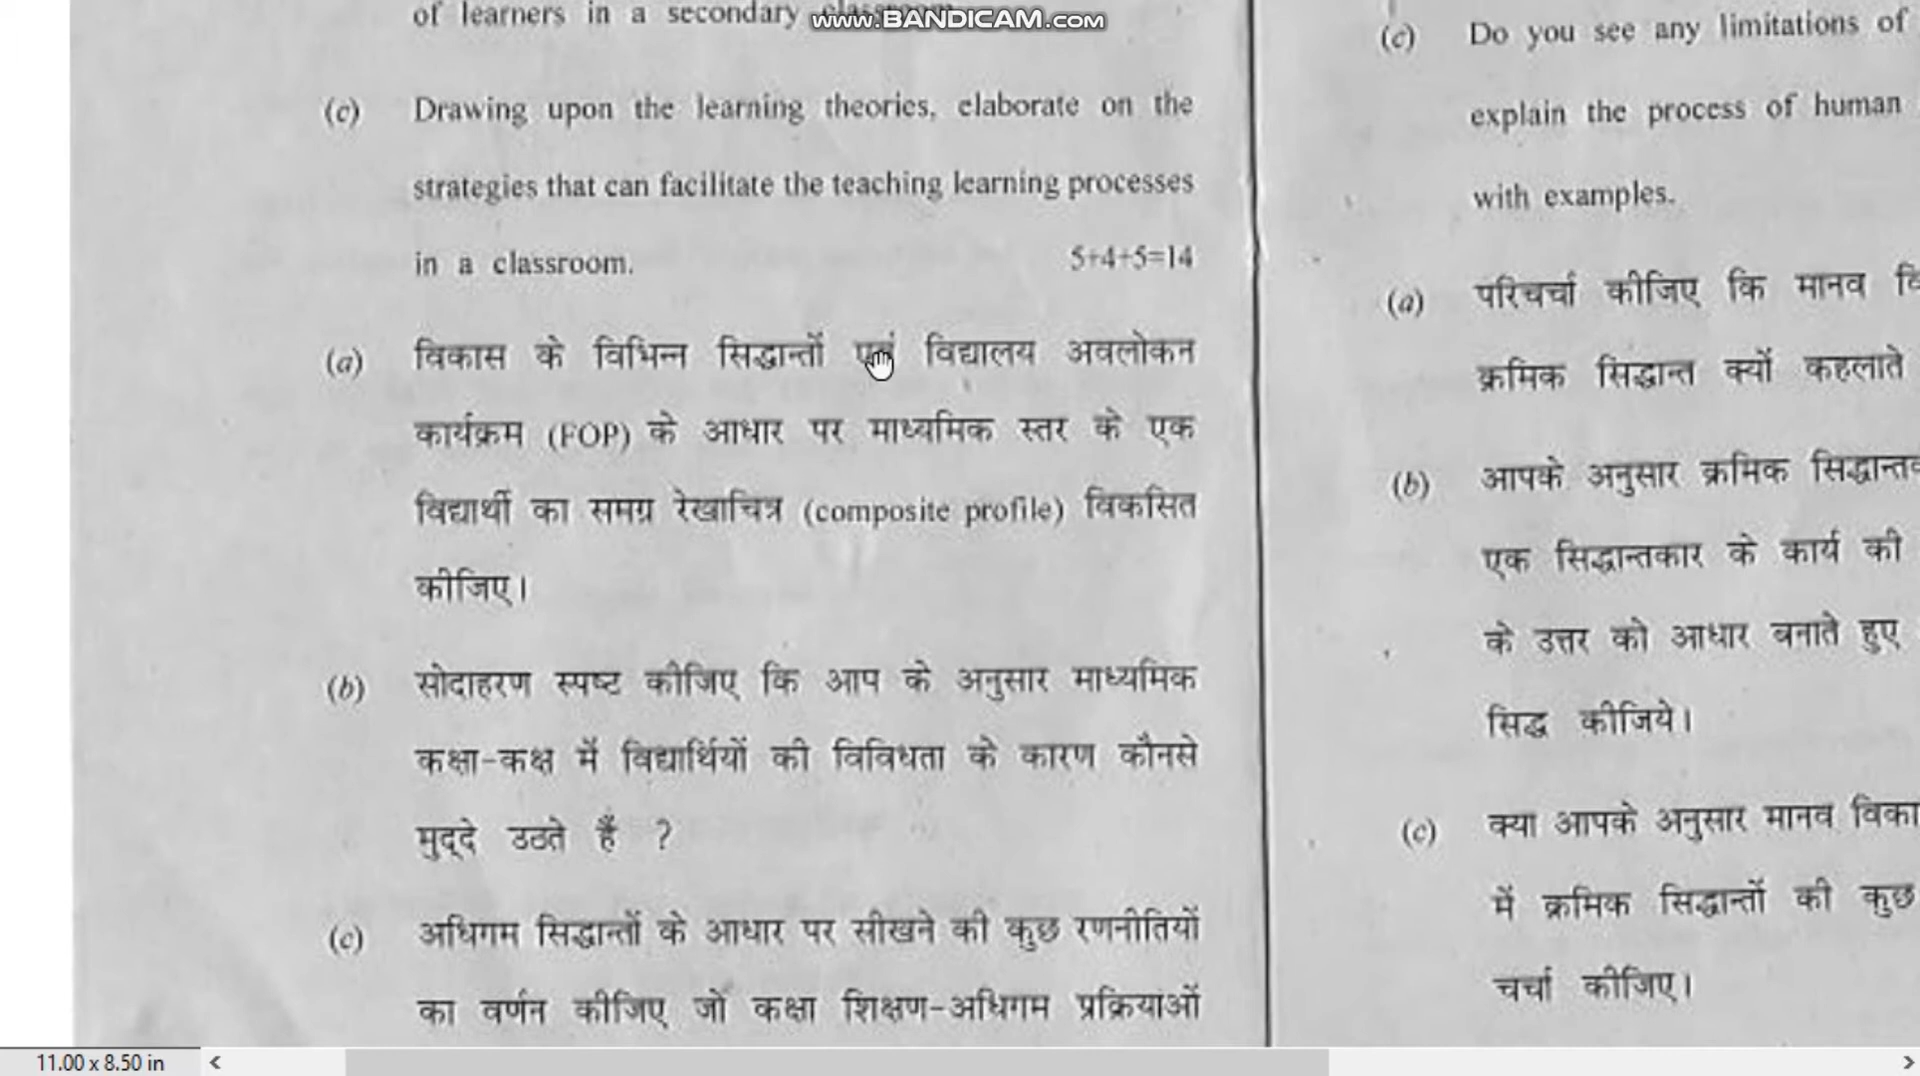 www.BANDICAM.com
of learners in a secondary
(c) Drawing upon the learning theories, elaborate on the
strategies that can facilitate the teaching learning processes
in a classroom. 5+4+5=14
(a) विकास के विभिन्न सिद्धान्तों एवं विद्यालय अवलोकन
कार्यक्रम (FOP) के आधार पर माध्यमिक स्तर के एक
विद्यार्थी का समग्र रेखाचित्र (composite profile) विकसित
कीजिए।
(b) सोदाहरण स्पष्ट कीजिए कि आप के अनुसार माध्यमिक
कक्षा-कक्ष में विद्यार्थियों की विविधता के कारण कौनसे
मुद्दे उठते हैं ?
(c) अधिगम सिद्धान्तों के आधार पर सीखने की कुछ रणनीतियों
का वर्णन कीजिए जो कक्षा शिक्षण-अधिगम प्रक्रियाओं
(c) Do you see any limitations of
explain the process of human
with examples.
(a) परिचर्चा कीजिए कि मानव
क्रमिक सिद्धान्त क्यों कहलाते
(b) आपके अनुसार क्रमिक
एक सिद्धान्तकार के कार्य की
के उत्तर को आधार बनाते हुए
सिद्ध कीजिये।
(c) क्या आपके अनुसार मानव
में क्रमिक सिद्धान्तों की कुछ
चर्चा कीजिए।
11.00 x 8.50 in